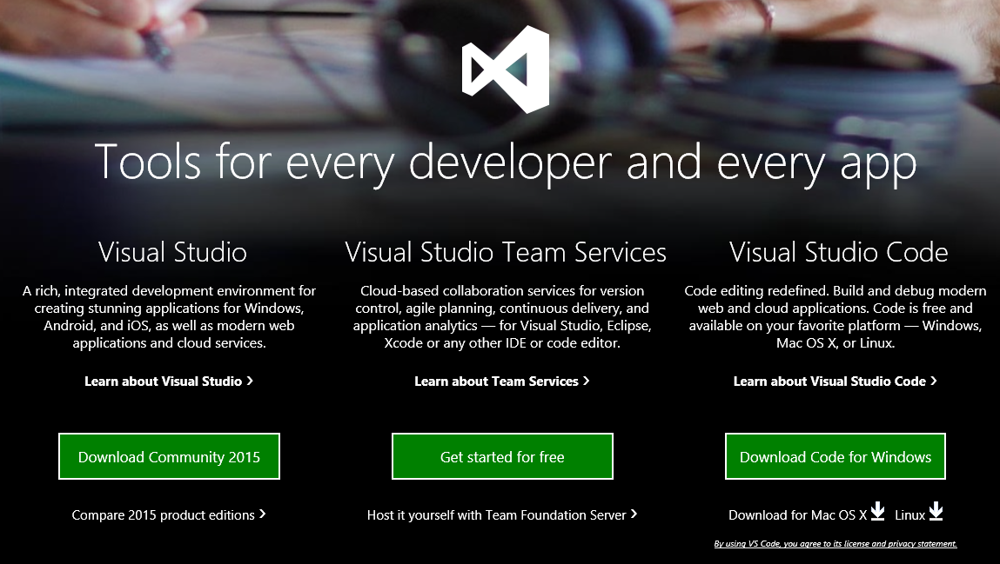 Tools for every developer and every app
Visual Studio
A rich, integrated development environment for
creating stunning applications for Windows,
Android, and iOS, as well as modern web
applications and cloud services.
Learn about Visual Studio
Download Community 2015
Compare 2015 product editions
Visual Studio Team Services
Cloud-based collaboration services for version
control, agile planning, continuous delivery, and
application analytics — for Visual Studio, Eclipse,
Xcode or any other IDE or code editor.
Learn about Team Services
Get started for free
Host it yourself with Team Foundation Server
Visual Studio Code
Code editing redefined. Build and debug modern
web and cloud applications. Code is free and
available on your favorite platform — Windows,
Mac OS X, or Linux.
Learn about Visual Studio Code
Download Code for Windows
Download for Mac OS X Linux
By using VS Code, you agree to its license and privacy statement.